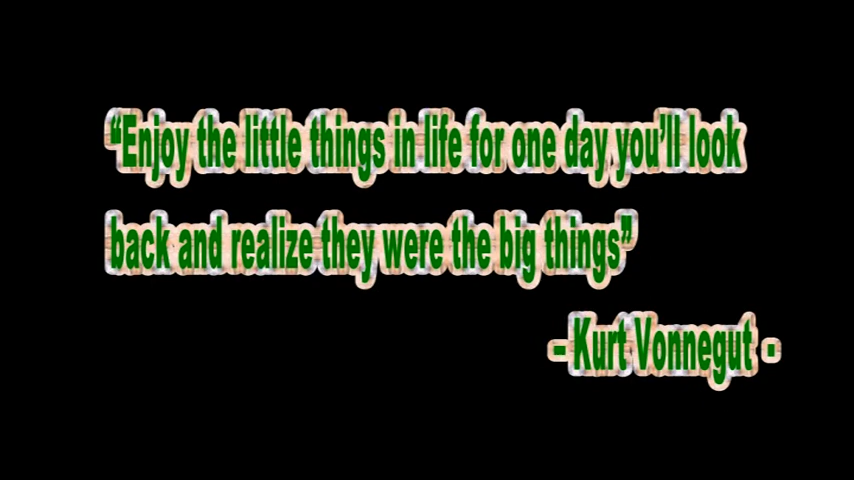 “Enjoy the little things in life for one day you’ll look
back and realize they were the big things”
- Kurt Vonnegut -